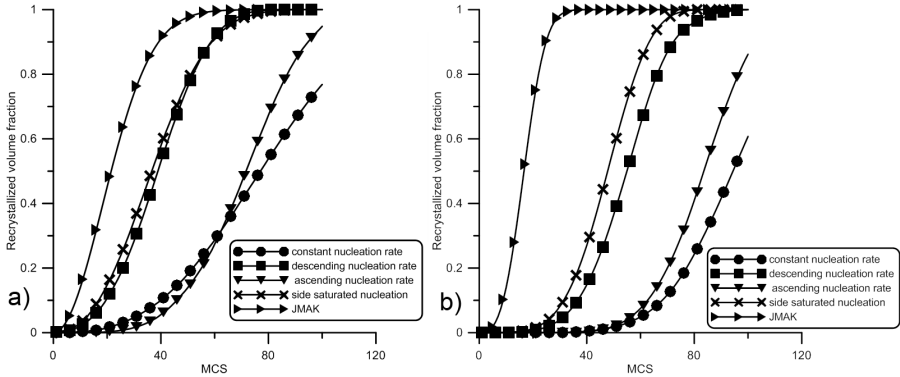 1
0.8
0.6
0.4
0.2
0
Recrystallized volume fraction
a)
constant nucleation rate
descending nucleation rate
ascending nucleation rate
side saturated nucleation
JMAK
0
40
80
120
MCS
1
0.8
0.6
0.4
0.2
0
Recrystallized volume fraction
b)
constant nucleation rate
descending nucleation rate
ascending nucleation rate
side saturated nucleation
JMAK
0
40
80
120
MCS